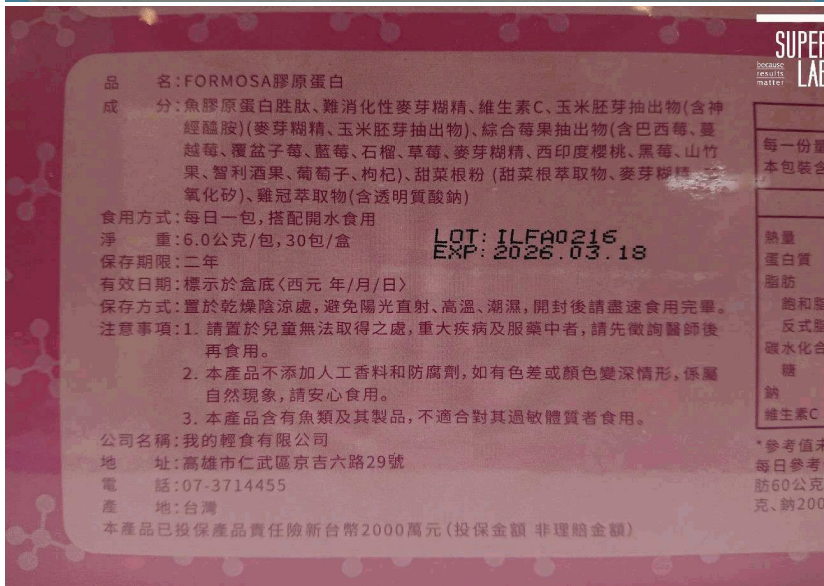 SUPER
LAB
because
results
matter
品 名:FORMOSA膠原蛋白
成 分:魚膠原蛋白胜肽、難消化性麥芽糊精、維生素C、玉米胚芽抽出物(含神
經醯胺)(麥芽糊精、玉米胚芽抽出物)、綜合莓果抽出物(含巴西莓、蔓
越莓、覆盆子莓、藍莓、石榴、草莓、麥芽糊精、西印度櫻桃、黑莓、山竹
果、智利酒果、葡萄子、枸杞)、甜菜根粉 (甜菜根萃取物、麥芽糊精、
氧化矽)、雞冠萃取物(含透明質酸鈉)
食用方式:每日一包,搭配開水食用
淨 重:6.0公克/包,30包/盒
LOT: ILFA0216
EXP: 2026.03.18
保存期限:二年
有效日期:標示於盒底〈西元 年/月/日〉
保存方式:置於乾燥陰涼處,避免陽光直射、高溫、潮濕,開封後請盡速食用完畢。
注意事項:1. 請置於兒童無法取得之處,重大疾病及服藥中者,請先徵詢醫師後
再食用。
2. 本產品不添加人工香料和防腐劑,如有色差或顏色變深情形,係屬
自然現象,請安心食用。
3. 本產品含有魚類及其製品,不適合對其過敏體質者食用。
公司名稱:我的輕食有限公司
地 址:高雄市仁武區京吉六路29號
電 話:07-3714455
產 地:台灣
本產品已投保產品責任險新台幣2000萬元(投保金額 非理賠金額)
每一份量
本包裝含
熱量
蛋白質
脂肪
飽和脂
反式脂
碳水化合
糖
鈉
維生素C
*參考值未
每日參考
肪60公克
克、鈉200